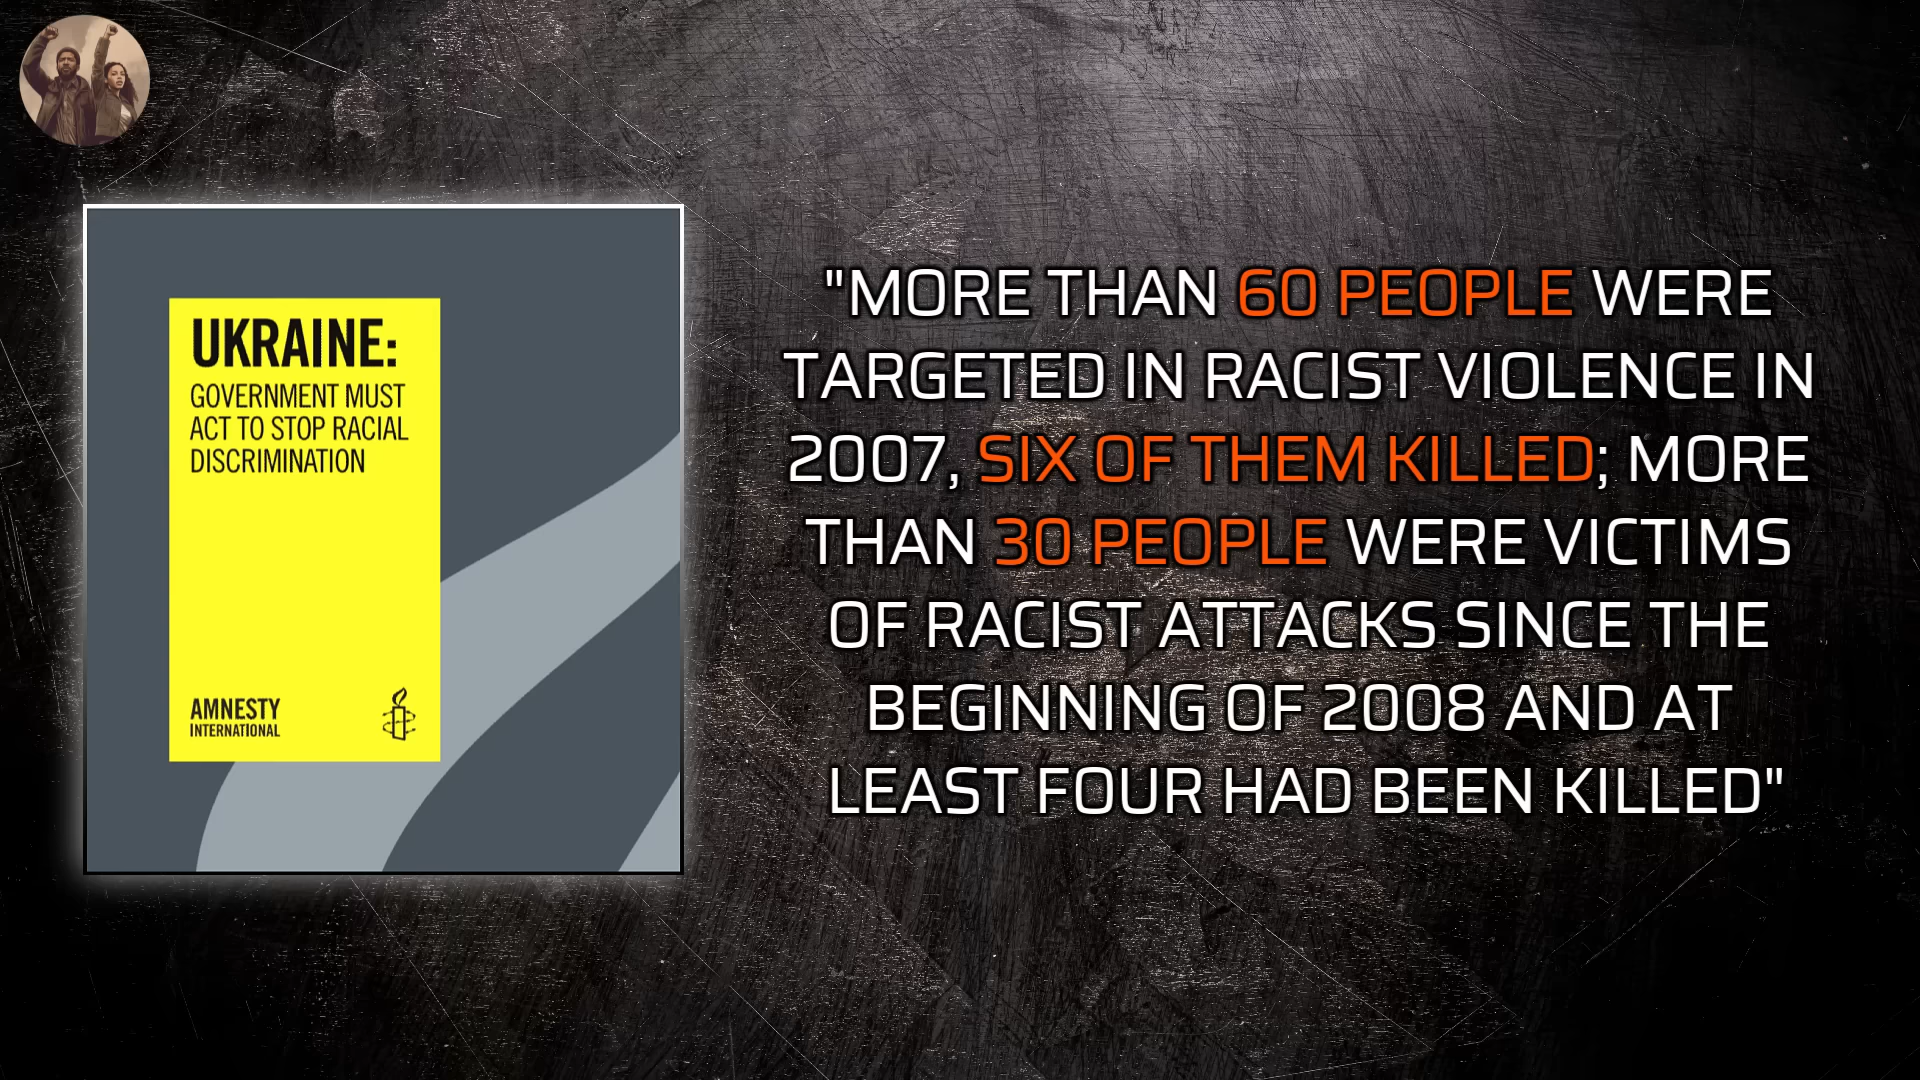 UKRAINE:
GOVERNMENT MUST
ACT TO STOP RACIAL
DISCRIMINATION
AMNESTY
INTERNATIONAL
"MORE THAN 60 PEOPLE WERE
TARGETED IN RACIST VIOLENCE IN
2007, SIX OF THEM KILLED; MORE
THAN 30 PEOPLE WERE VICTIMS
OF RACIST ATTACKS SINCE THE
BEGINNING OF 2008 AND AT
LEAST FOUR HAD BEEN KILLED"